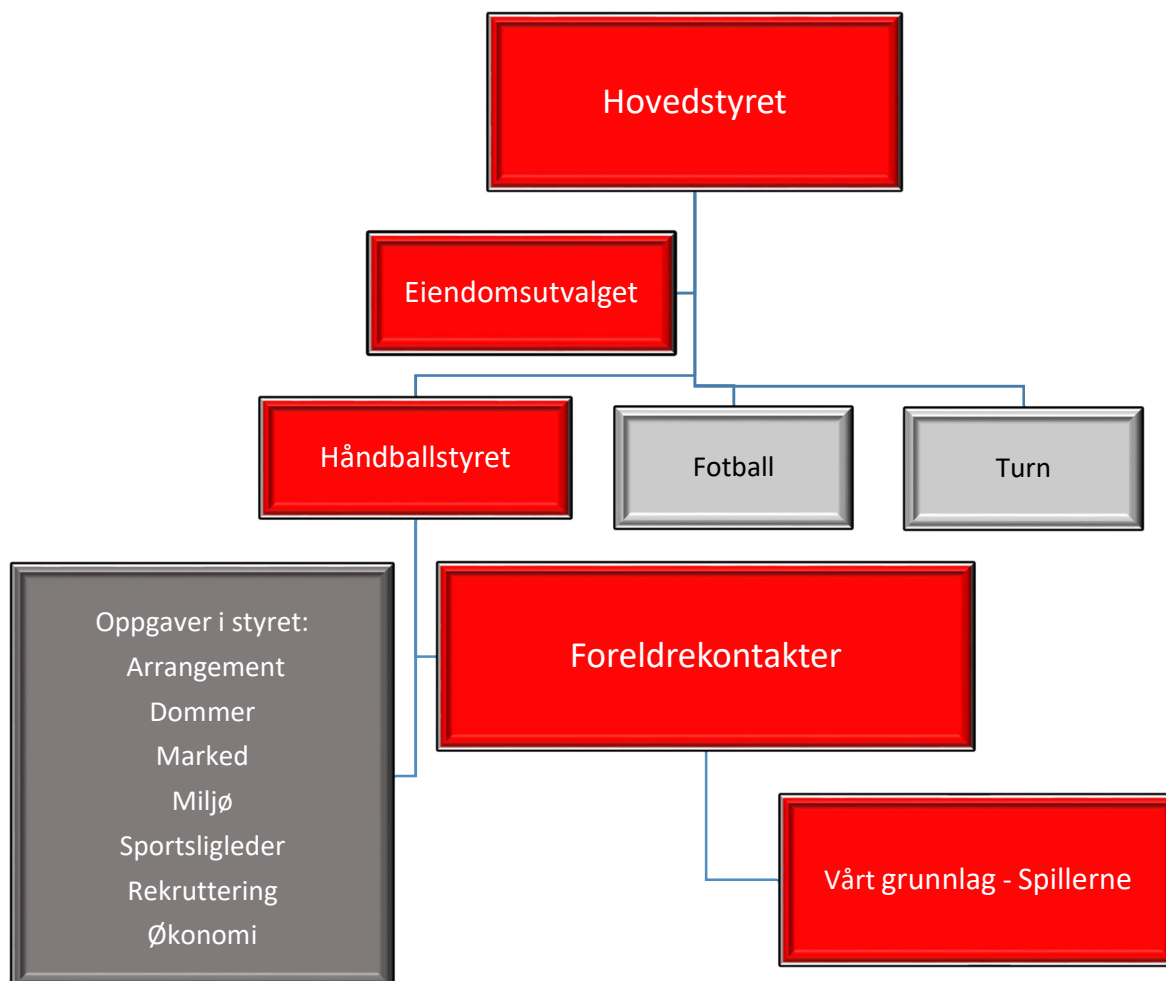 Hovedstyret
Eiendomsutvalget
Håndballstyret
Fotball
Turn
Oppgaver i styret:
Arrangement
Dommer
Marked
Miljø
Sportsligleder
Rekruttering
Økonomi
Foreldrekontakter
Vårt grunnlag - Spillerne